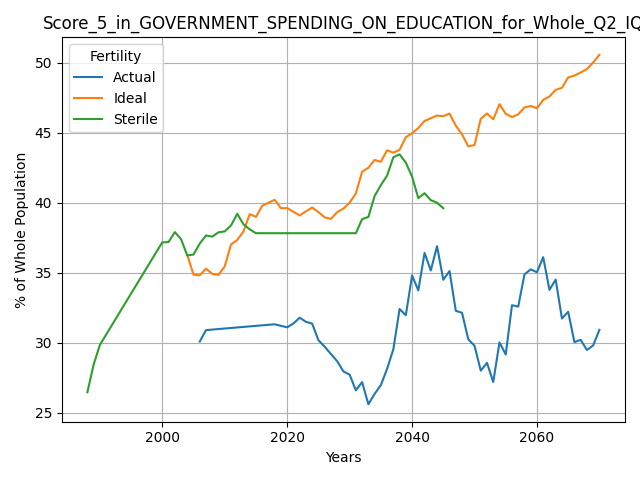 Score_5_in_GOVERNMENT_SPENDING_ON_EDUCATION_for_Whole_Q2_IQ
Fertility
Actual
Ideal
Sterile
% of Whole Population
50
45
40
35
30
25
2000
2020
2040
2060
Years